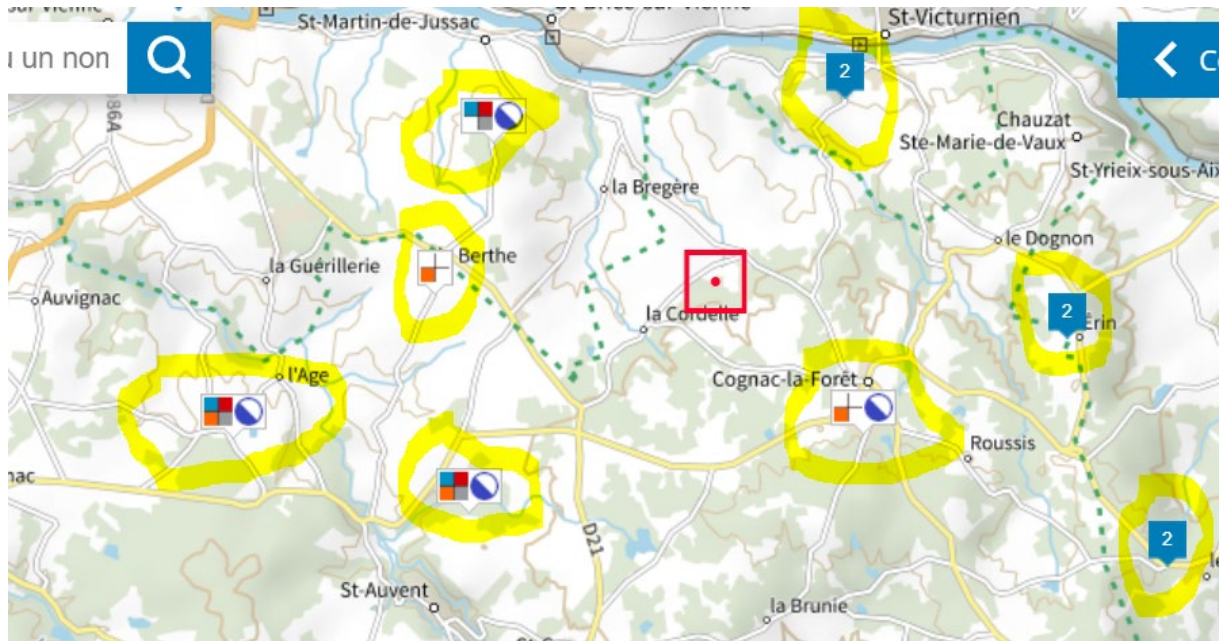 St-Martin-de-Jussac
St-Victurnien
u un non
2
Chauzat
Ste-Marie-de-Vaux
St-Yrieix-sous-Aix
la Bregère
Berthe
le Dognon
la Guérillerie
Auvignac
la Cordelle
2
Érin
l'Age
Cognac-la-Forêt
Roussis
nac
D21
2
St-Auvent
la Brunie